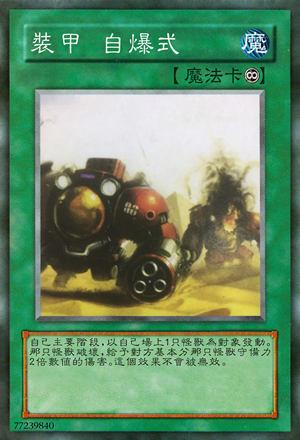 裝甲 自爆式
魔
【魔法卡∞】
自己主要階段,以自己場上1只怪獸為對象發動。
那只怪獸破壞,給予對方基本分那只怪獸守備力
2倍數值的傷害。這個效果不會被無效。
77239840